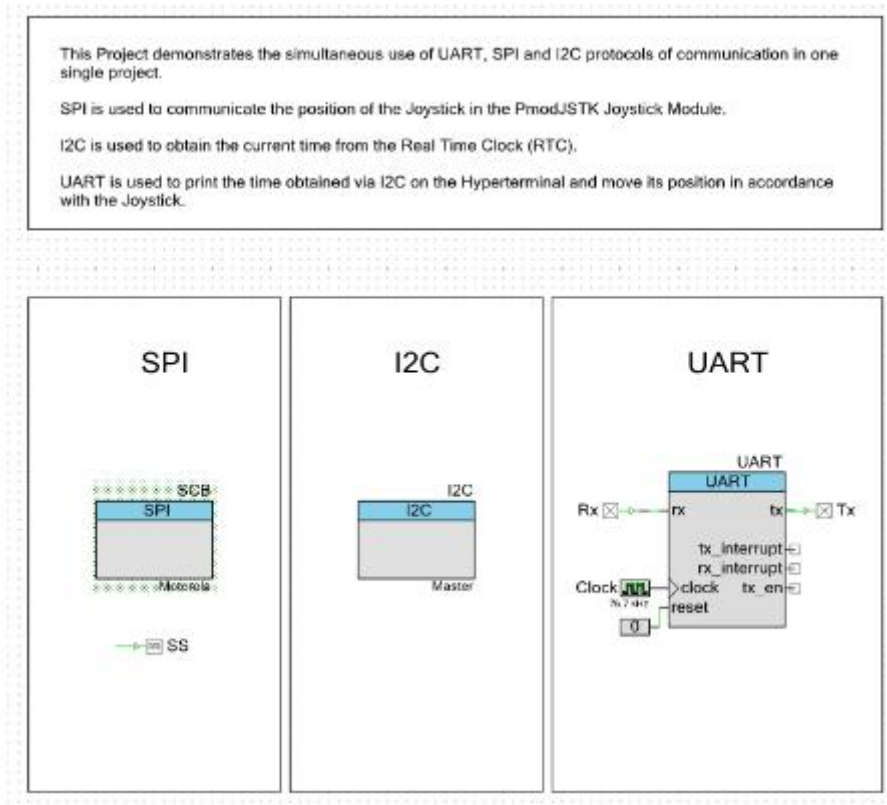 This Project demonstrates the simultaneous use of UART, SPI and I2C protocols of communication in one
single project.
SPI is used to communicate the position of the Joystick in the PmodJSTK Joystick Module.
I2C is used to obtain the current time from the Real Time Clock (RTC).
UART is used to print the time obtained via I2C on the Hyperterminal and move its position in accordance
with the Joystick.
SPI
SCB
SPI
Motorola
SS
I2C
I2C
I2C
Master
UART
UART
UART
Rx
rx
tx
Tx
tx_interrupt
rx_interrupt
Clock
clock
tx_en
reset
0